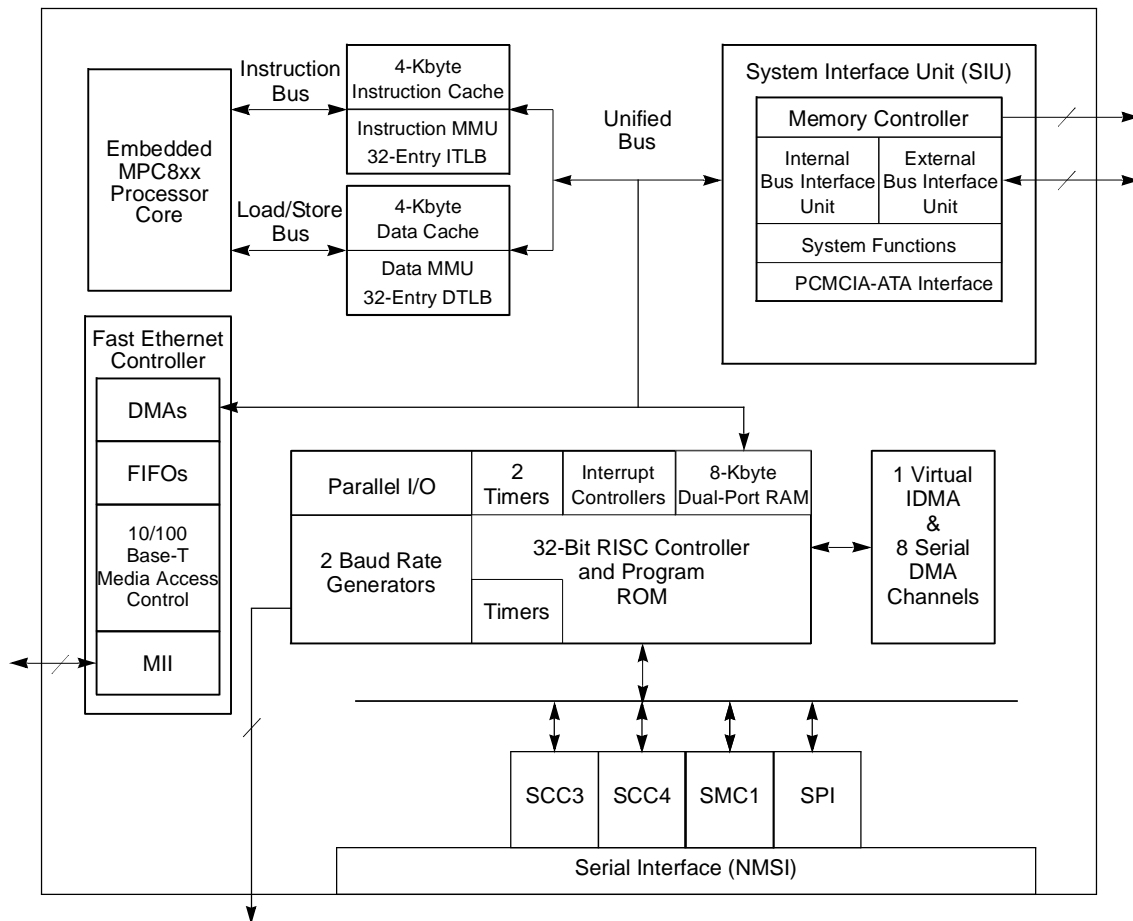 Embedded
MPC8xx
Processor
Core
Instruction
Bus
Load/Store
Bus
4-Kbyte
Instruction Cache
Instruction MMU
32-Entry ITLB
4-Kbyte
Data Cache
Data MMU
32-Entry DTLB
Unified
Bus
System Interface Unit (SIU)
Memory Controller
Internal
Bus Interface
Unit
External
Bus Interface
Unit
System Functions
PCMCIA-ATA Interface
Fast Ethernet
Controller
DMAs
FIFOs
10/100
Base-T
Media Access
Control
MII
Parallel I/O
2
Timers
Interrupt
Controllers
8-Kbyte
Dual-Port RAM
2 Baud Rate
Generators
32-Bit RISC Controller
and Program
ROM
Timers
1 Virtual
IDMA
&
8 Serial
DMA
Channels
SCC3
SCC4
SMC1
SPI
Serial Interface (NMSI)